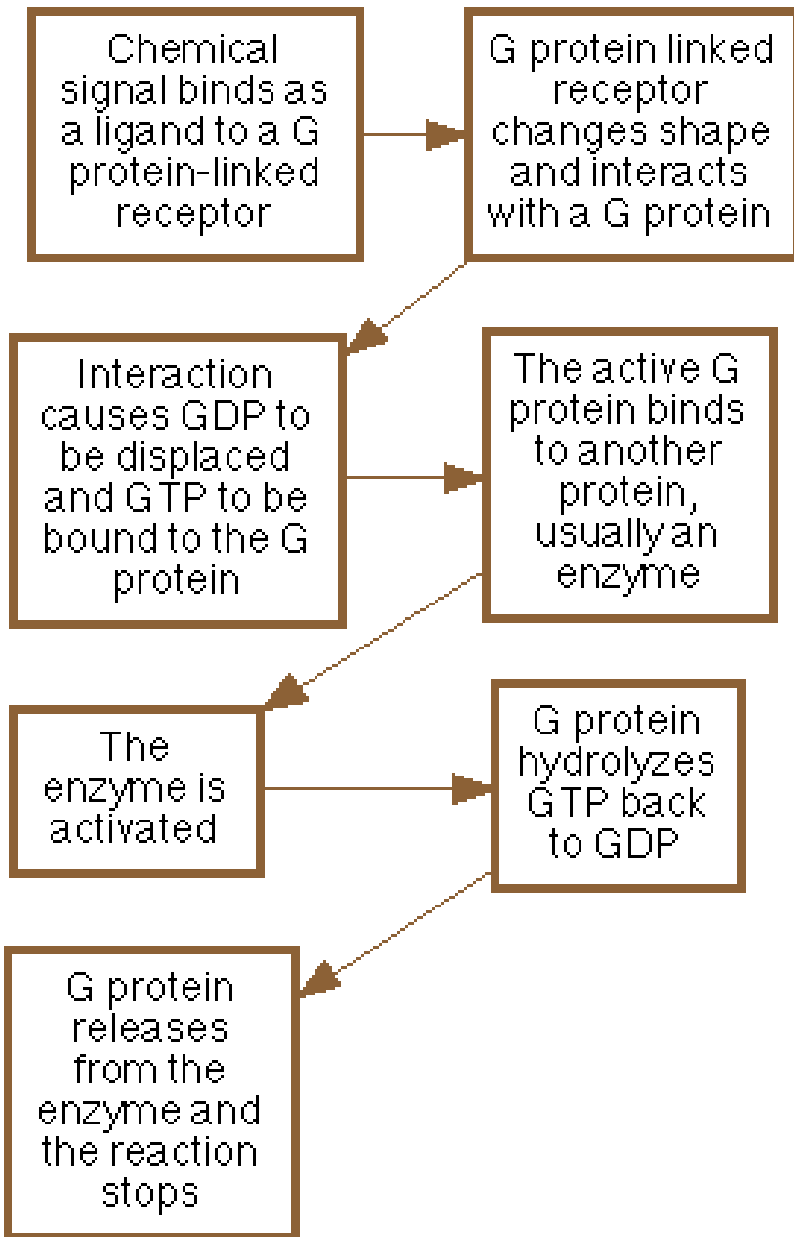 Chemical
signal binds as
a ligand to a G
protein-linked
receptor
G protein linked
receptor
changes shape
and interacts
with a G protein
Interaction
causes GDP to
be displaced
and GTP to be
bound to the G
protein
The active G
protein binds
to another
protein,
usually an
enzyme
The
enzyme is
activated
G protein
hydrolyzes
GTP back
to GDP
G protein
releases
from the
enzyme and
the reaction
stops